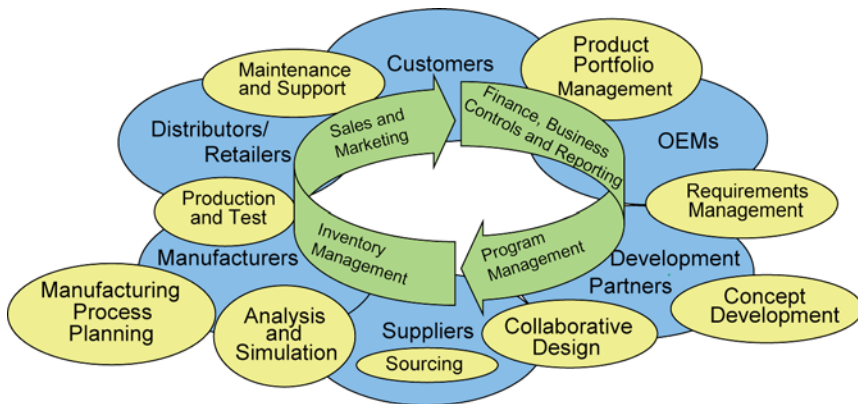 Customers
Product
Portfolio
Management
Maintenance
and Support
Distributors/
Retailers
Sales and
Marketing
Finance, Business
Controls and Reporting
OEMs
Production
and Test
Requirements
Management
Manufacturers
Inventory
Management
Program
Management
Development
Partners
Manufacturing
Process
Planning
Analysis
and
Simulation
Suppliers
Sourcing
Collaborative
Design
Concept
Development